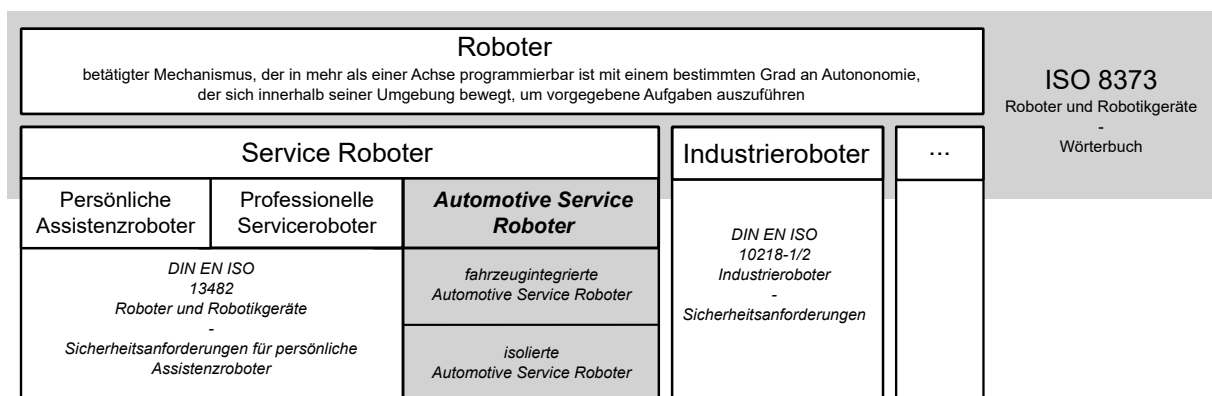 Roboter
betätigter Mechanismus, der in mehr als einer Achse programmierbar ist mit einem bestimmten Grad an Autononomie,
der sich innerhalb seiner Umgebung bewegt, um vorgegebene Aufgaben auszuführen
ISO 8373
Roboter und Robotikgeräte
-
Wörterbuch
Service Roboter
Industrieroboter
...
Persönliche
Assistenzroboter
Professionelle
Serviceroboter
Automotive Service
Roboter
DIN EN ISO
13482
Roboter und Robotikgeräte
-
Sicherheitsanforderungen für persönliche
Assistenzroboter
fahrzeugintegrierte
Automotive Service Roboter
isolierte
Automotive Service Roboter
DIN EN ISO
10218-1/2
Industrieroboter
-
Sicherheitsanforderungen